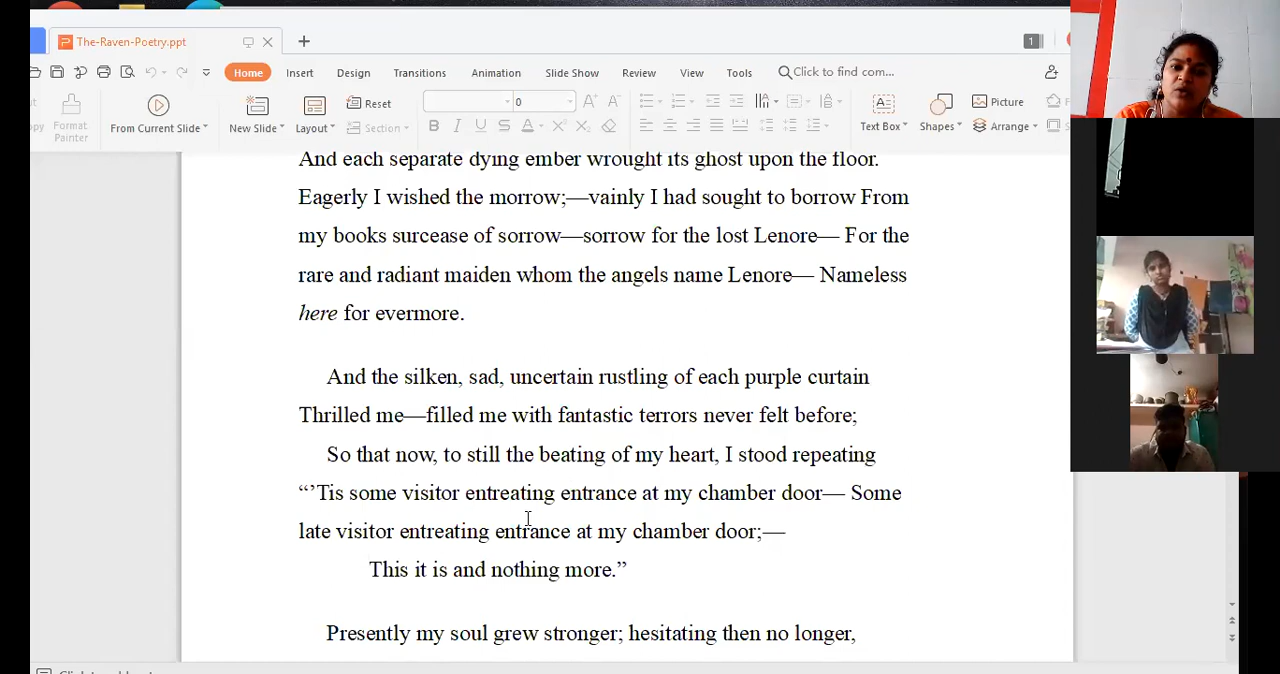 The-Raven-Poetry.ppt
1
Home Insert Design Transitions Animation Slide Show Review View Tools Click to find com...
Format Painter
From Current Slide
New Slide
Layout
Reset
Section
0
Text Box
Shapes
Picture
Arrange
And each separate dying ember wrought its ghost upon the floor.
Eagerly I wished the morrow;—vainly I had sought to borrow From
my books surcease of sorrow—sorrow for the lost Lenore— For the
rare and radiant maiden whom the angels name Lenore— Nameless
here for evermore.
And the silken, sad, uncertain rustling of each purple curtain
Thrilled me—filled me with fantastic terrors never felt before;
So that now, to still the beating of my heart, I stood repeating
“’Tis some visitor entreating entrance at my chamber door— Some
late visitor entreating entrance at my chamber door;—
This it is and nothing more.”
Presently my soul grew stronger; hesitating then no longer,